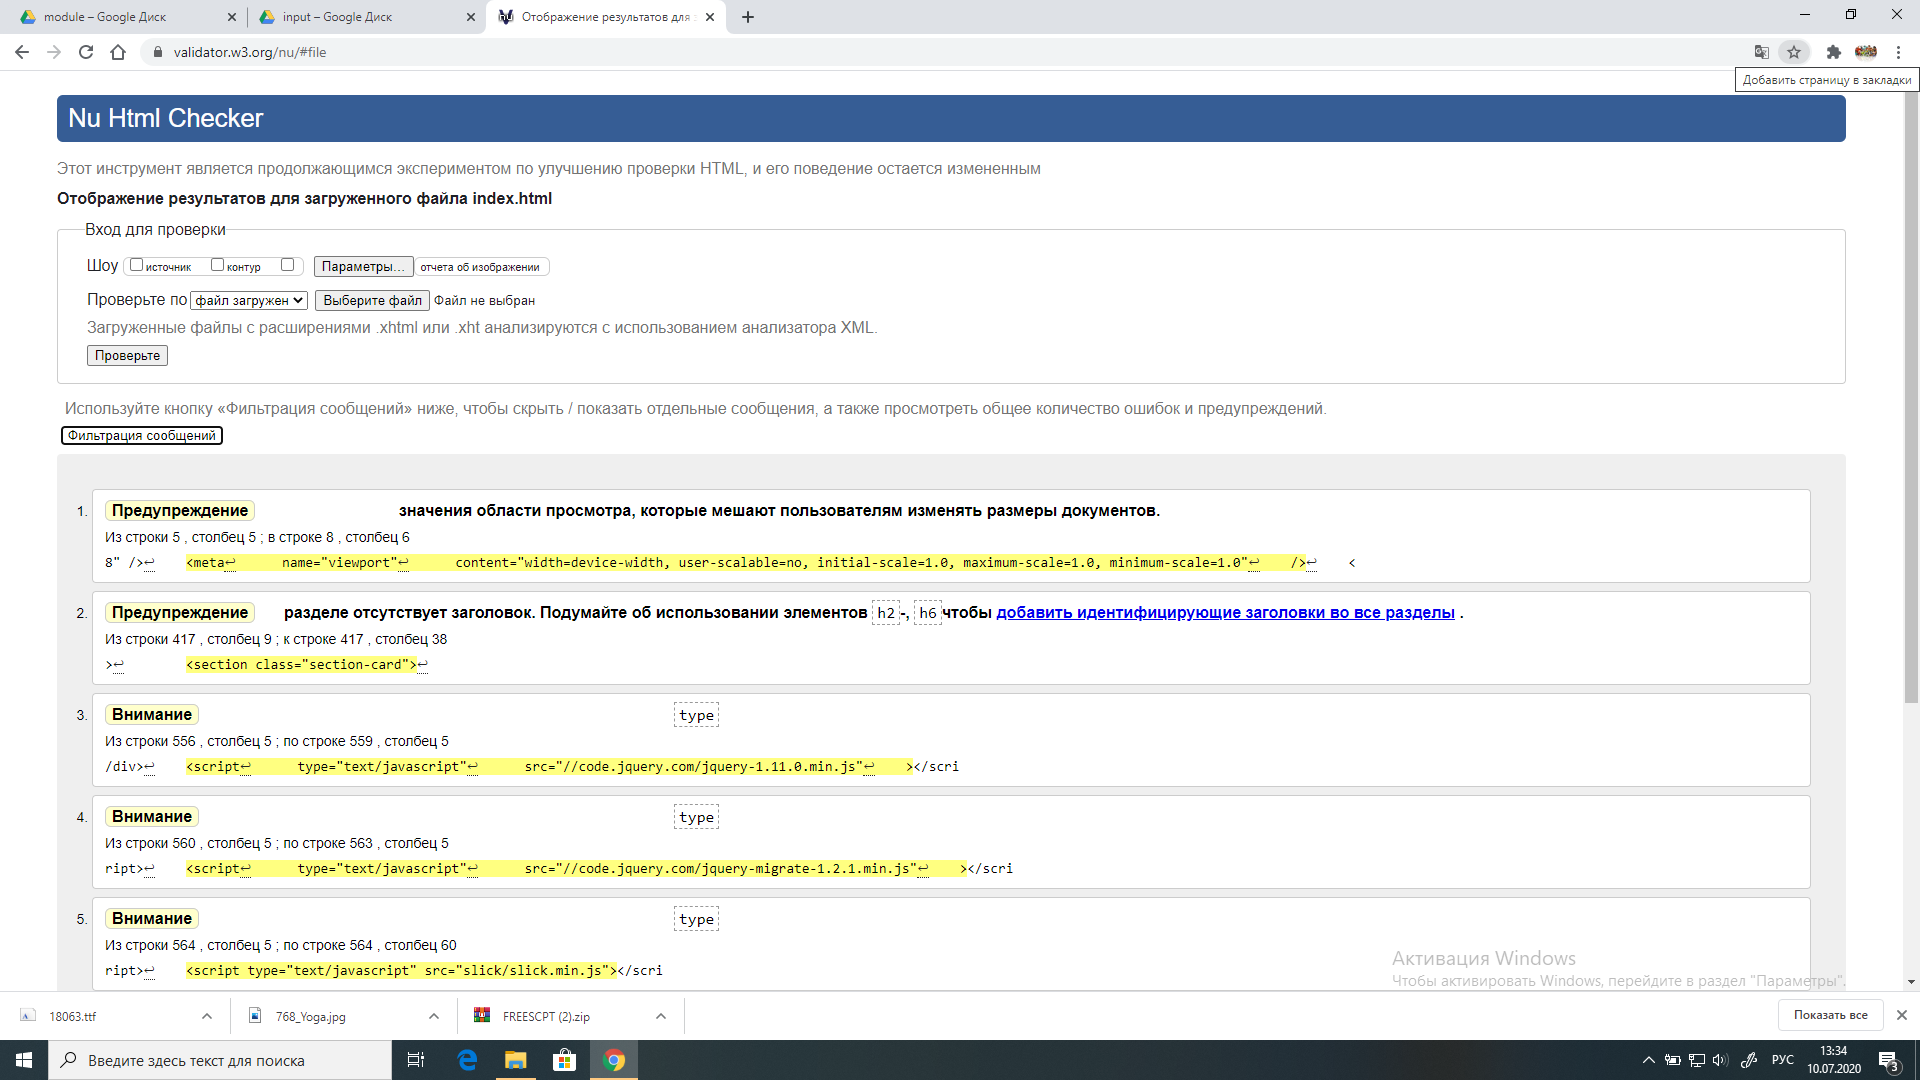 module – Google Диск
input – Google Диск
Отображение результатов для
validator.w3.org/nu/#file
Добавить страницу в закладки
Nu Html Checker
Этот инструмент является продолжающимся экспериментом по улучшению проверки HTML, и его поведение остается измененным
Отображение результатов для загруженного файла index.html
Вход для проверки
Шоу источник контур Параметры... отчета об изображении
Проверьте по файл загружен Выберите файл Файл не выбран
Загруженные файлы с расширениями .xhtml или .xht анализируются с использованием анализатора XML.
Проверьте
Используйте кнопку «Фильтрация сообщений» ниже, чтобы скрыть / показать отдельные сообщения, а также просмотреть общее количество ошибок и предупреждений.
Фильтрация сообщений
1. Предупреждение значения области просмотра, которые мешают пользователям изменять размеры документов.
Из строки 5 , столбец 5 ; в строке 8 , столбец 6
8" />↩ <meta↩ name="viewport"↩ content="width=device-width, user-scalable=no, initial-scale=1.0, maximum-scale=1.0, minimum-scale=1.0"↩ />↩ <
2. Предупреждение разделе отсутствует заголовок. Подумайте об использовании элементов h2 -, h6 чтобы добавить идентифицирующие заголовки во все разделы .
Из строки 417 , столбец 9 ; к строке 417 , столбец 38
>↩ <section class="section-card">↩
3. Внимание type
Из строки 556 , столбец 5 ; по строке 559 , столбец 5
/div>↩ <script↩ type="text/javascript"↩ src="//code.jquery.com/jquery-1.11.0.min.js"↩ ></scri
4. Внимание type
Из строки 560 , столбец 5 ; по строке 563 , столбец 5
ript>↩ <script↩ type="text/javascript"↩ src="//code.jquery.com/jquery-migrate-1.2.1.min.js"↩ ></scri
5. Внимание type
Из строки 564 , столбец 5 ; по строке 564 , столбец 60
ript>↩ <script type="text/javascript" src="slick/slick.min.js"></scri
Активация Windows
Чтобы активировать Windows, перейдите в раздел "Параметры".
18063.ttf
768_Yoga.jpg
FREESCPT (2).zip
Показать все
Введите здесь текст для поиска
РУС
13:34
10.07.2020
3